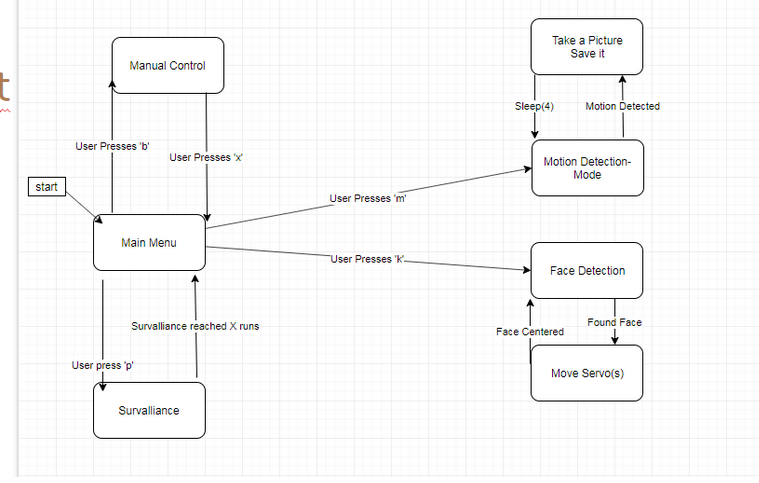 t
Manual Control
Take a Picture
Save it
Sleep(4)
Motion Detected
User Presses 'b'
User Presses 'x'
Motion Detection-
Mode
start
User Presses 'm'
Main Menu
User Presses 'k'
Face Detection
Survalliance reached X runs
Face Centered
Found Face
User press 'p'
Move Servo(s)
Survalliance